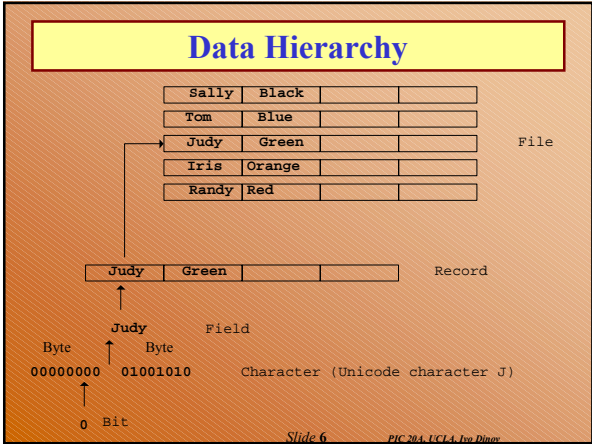 Data Hierarchy
Sally Black
Tom Blue
Judy Green File
Iris Orange
Randy Red
Judy Green Record
Judy Field
Byte Byte
00000000 01001010 Character (Unicode character J)
0 Bit
Slide 6 PIC 20A, UCLA, Ivo Dinov